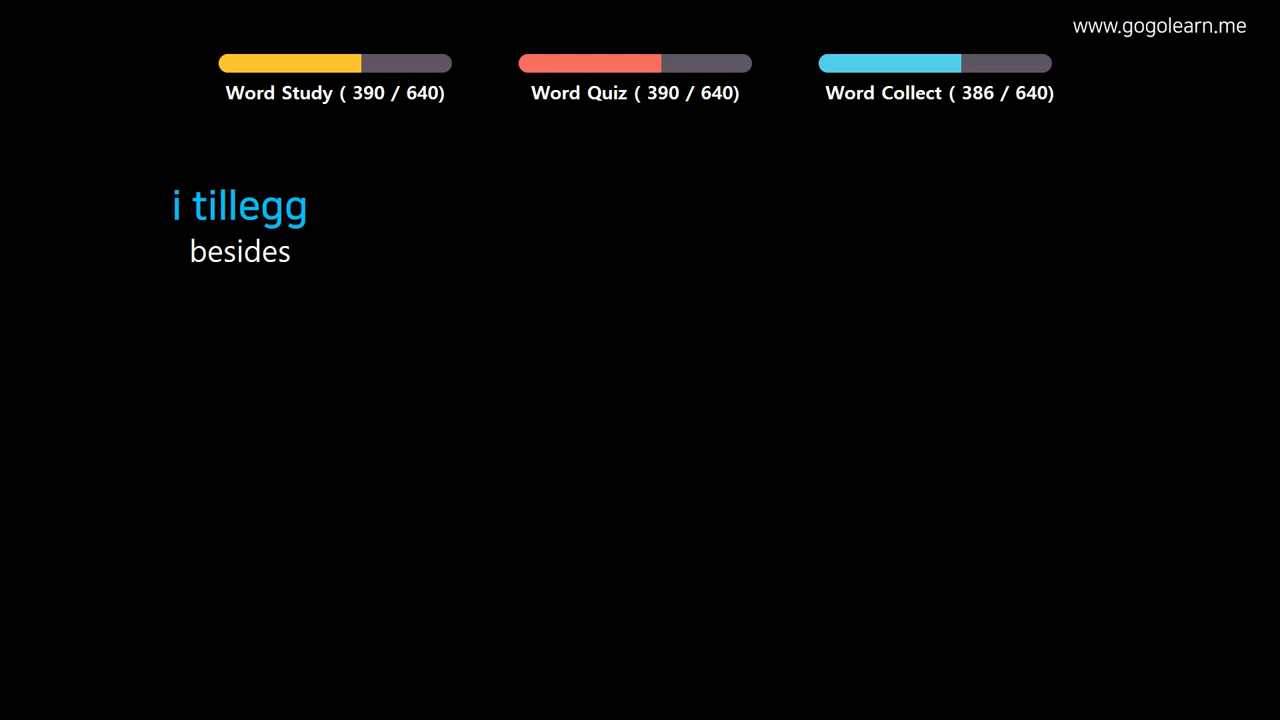 www.gogolearn.me
Word Study ( 390 / 640)
Word Quiz ( 390 / 640)
Word Collect ( 386 / 640)
i tillegg
besides